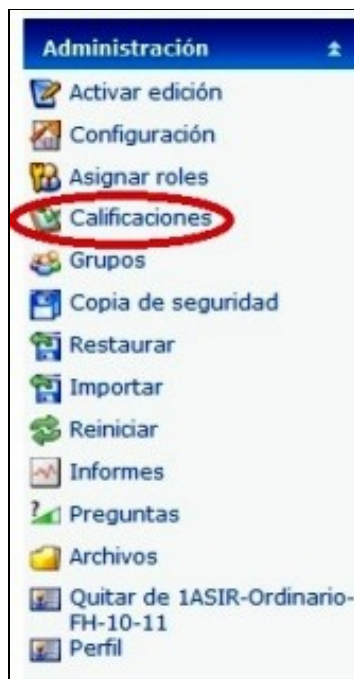 Administración
Activar edición
Configuración
Asignar roles
Calificaciones
Grupos
Copia de seguridad
Restaurar
Importar
Reiniciar
Informes
Preguntas
Archivos
Quitar de 1ASIR-Ordinario-
FH-10-11
Perfil